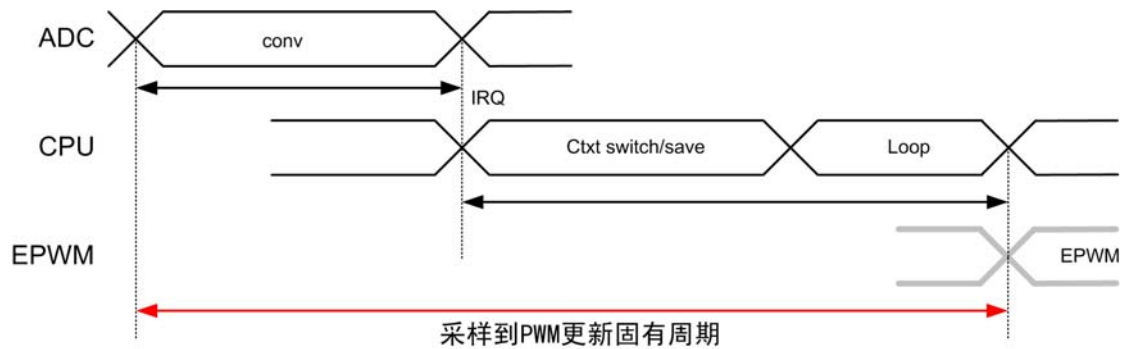 ADC
conv
IRQ
CPU
Ctxt switch/save
Loop
EPWM
EPWM
采样到PWM更新固有周期